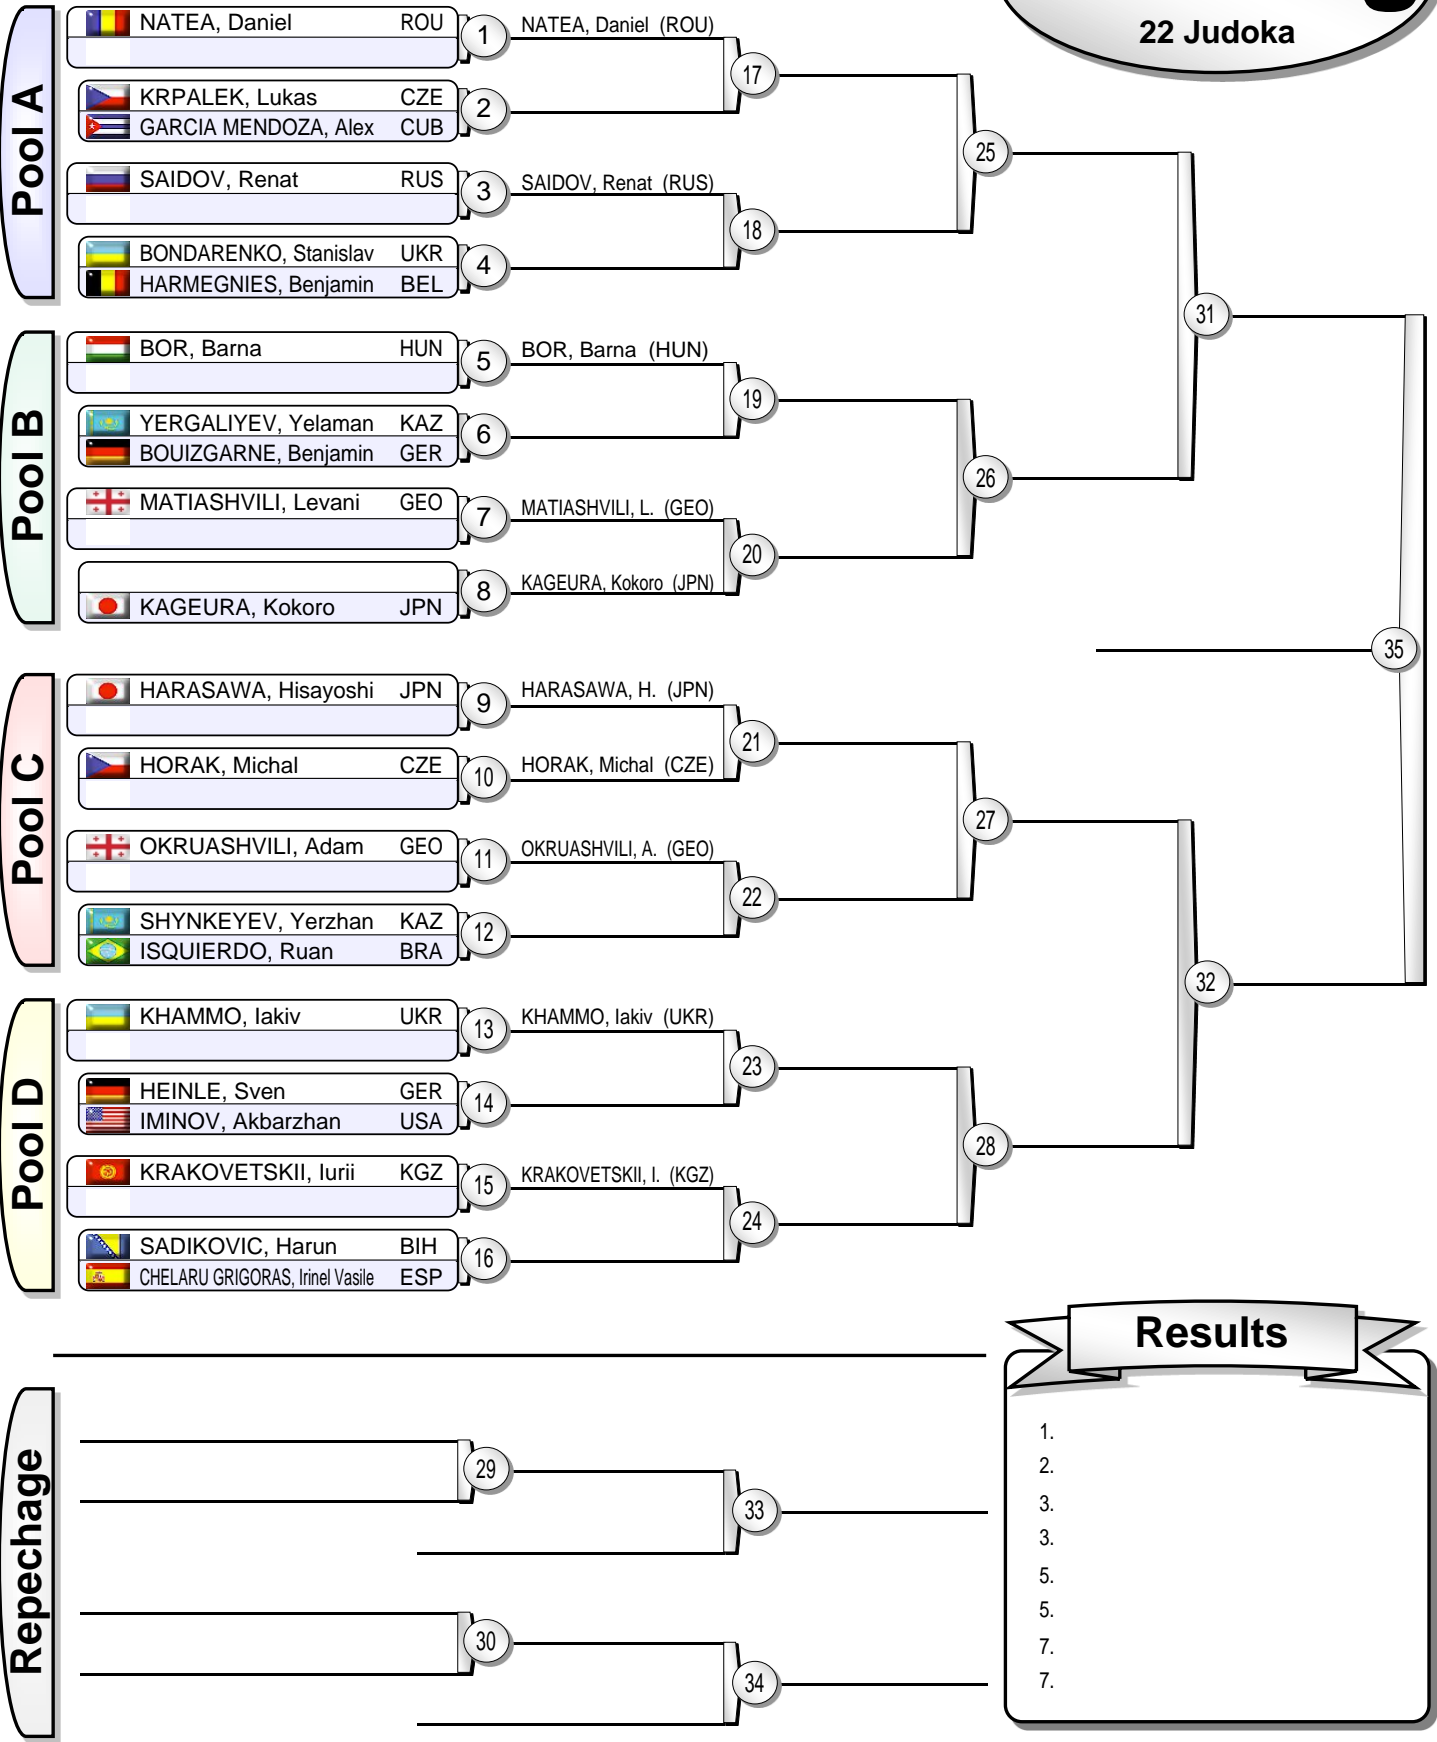 22 Judoka
Pool A
NATEA, Daniel ROU 1 NATEA, Daniel (ROU)
17
KRPALEK, Lukas CZE
GARCIA MENDOZA, Alex CUB 2
25
SAIDOV, Renat RUS 3 SAIDOV, Renat (RUS)
18
BONDARENKO, Stanislav UKR
HARMEGNIES, Benjamin BEL 4
31
Pool B
BOR, Barna HUN 5 BOR, Barna (HUN)
19
YERGALIYEV, Yelaman KAZ
BOUIZGARNE, Benjamin GER 6
26
MATIASHVILI, Levani GEO 7 MATIASHVILI, L. (GEO)
20
8 KAGEURA, Kokoro (JPN)
KAGEURA, Kokoro JPN
35
Pool C
HARASAWA, Hisayoshi JPN 9 HARASAWA, H. (JPN)
21
HORAK, Michal CZE 10 HORAK, Michal (CZE)
27
OKRUASHVILI, Adam GEO 11 OKRUASHVILI, A. (GEO)
22
SHYNKEYEV, Yerzhan KAZ
ISQUIERDO, Ruan BRA 12
32
Pool D
KHAMMO, Iakiv UKR 13 KHAMMO, Iakiv (UKR)
23
HEINLE, Sven GER
IMINOV, Akbarzhan USA 14
28
KRAKOVETSKII, Iurii KGZ 15 KRAKOVETSKII, I. (KGZ)
24
SADIKOVIC, Harun BIH
CHELARU GRIGORAS, Irinel Vasile ESP 16
Repechage
29
33
30
34
Results
1.
2.
3.
3.
5.
5.
7.
7.